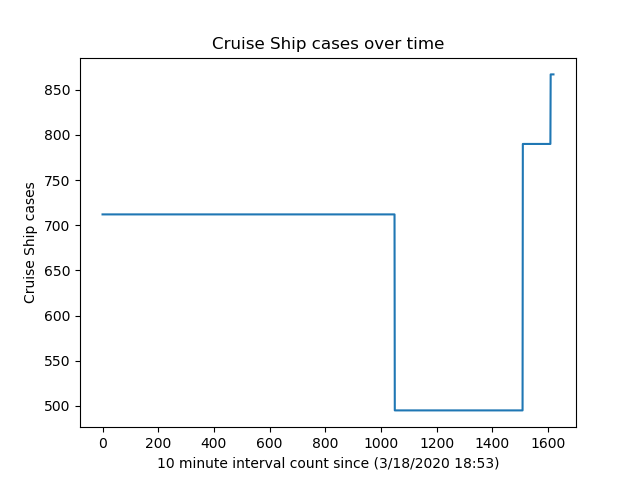 Cruise Ship cases over time
Cruise Ship cases
850
800
750
700
650
600
550
500
0 200 400 600 800 1000 1200 1400 1600
10 minute interval count since (3/18/2020 18:53)